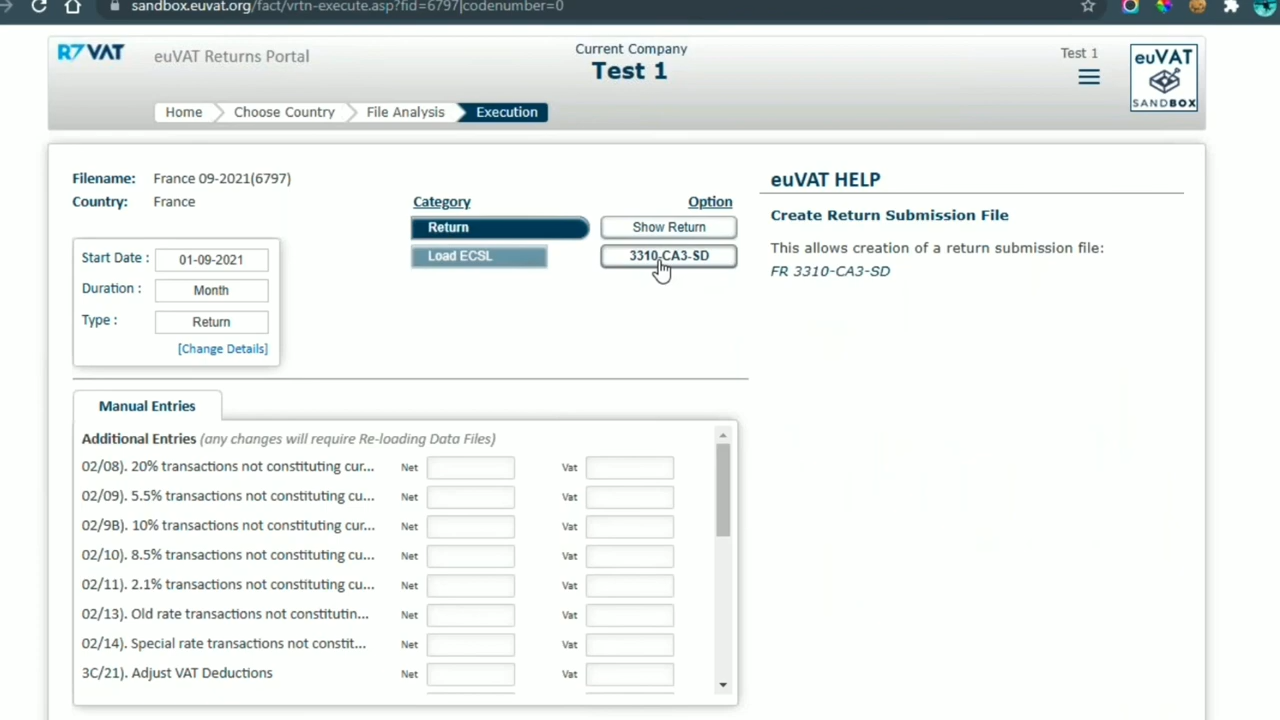 sandbox.euvat.org/fact/vrtn-execute.asp?fid=6797|codenumber=0
R7 VAT
euVAT Returns Portal
Current Company
Test 1
Test 1
euVAT
SANDBOX
Home
Choose Country
File Analysis
Execution
Filename: France 09-2021(6797)
Country: France
Category
Option
Return
Show Return
Load ECSL
3310-CA3-SD
Start Date : 01-09-2021
Duration : Month
Type : Return
[Change Details]
euVAT HELP
Create Return Submission File
This allows creation of a return submission file:
FR 3310-CA3-SD
Manual Entries
Additional Entries (any changes will require Re-loading Data Files)
02/08). 20% transactions not constituting cur... Net Vat
02/09). 5.5% transactions not constituting cu... Net Vat
02/9B). 10% transactions not constituting cur... Net Vat
02/10). 8.5% transactions not constituting cu... Net Vat
02/11). 2.1% transactions not constituting cu... Net Vat
02/13). Old rate transactions not constitutin... Net Vat
02/14). Special rate transactions not constit... Net Vat
3C/21). Adjust VAT Deductions Net Vat